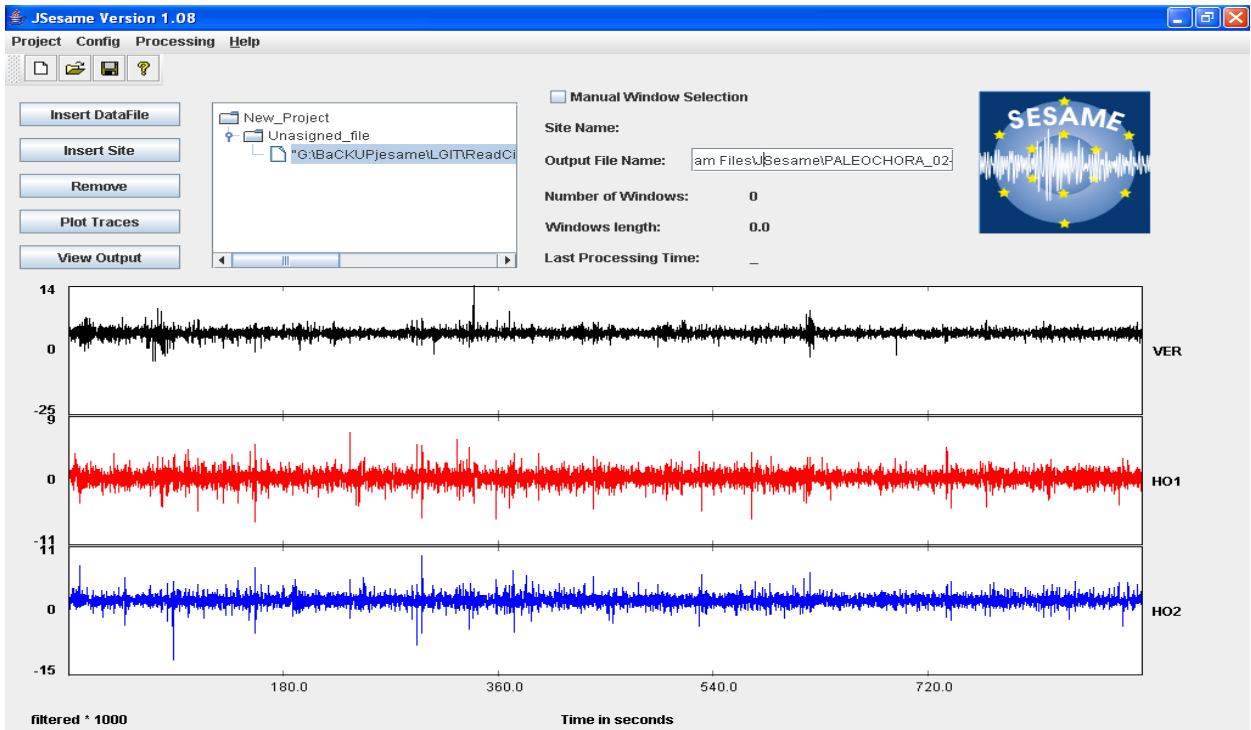 JSesame Version 1.08
Project Config Processing Help
Insert DataFile
Insert Site
Remove
Plot Traces
View Output
New_Project
Unasigned_file
"G:\BaCKUPjesame\LGIT\ReadCi
Manual Window Selection
Site Name:
Output File Name: am Files\JSesame\PALEOCHORA_02-
Number of Windows: 0
Windows length: 0.0
Last Processing Time: _
SESAME
14
0
-25
VER
9
0
-11
HO1
11
0
-15
HO2
180.0 360.0 540.0 720.0
filtered * 1000 Time in seconds